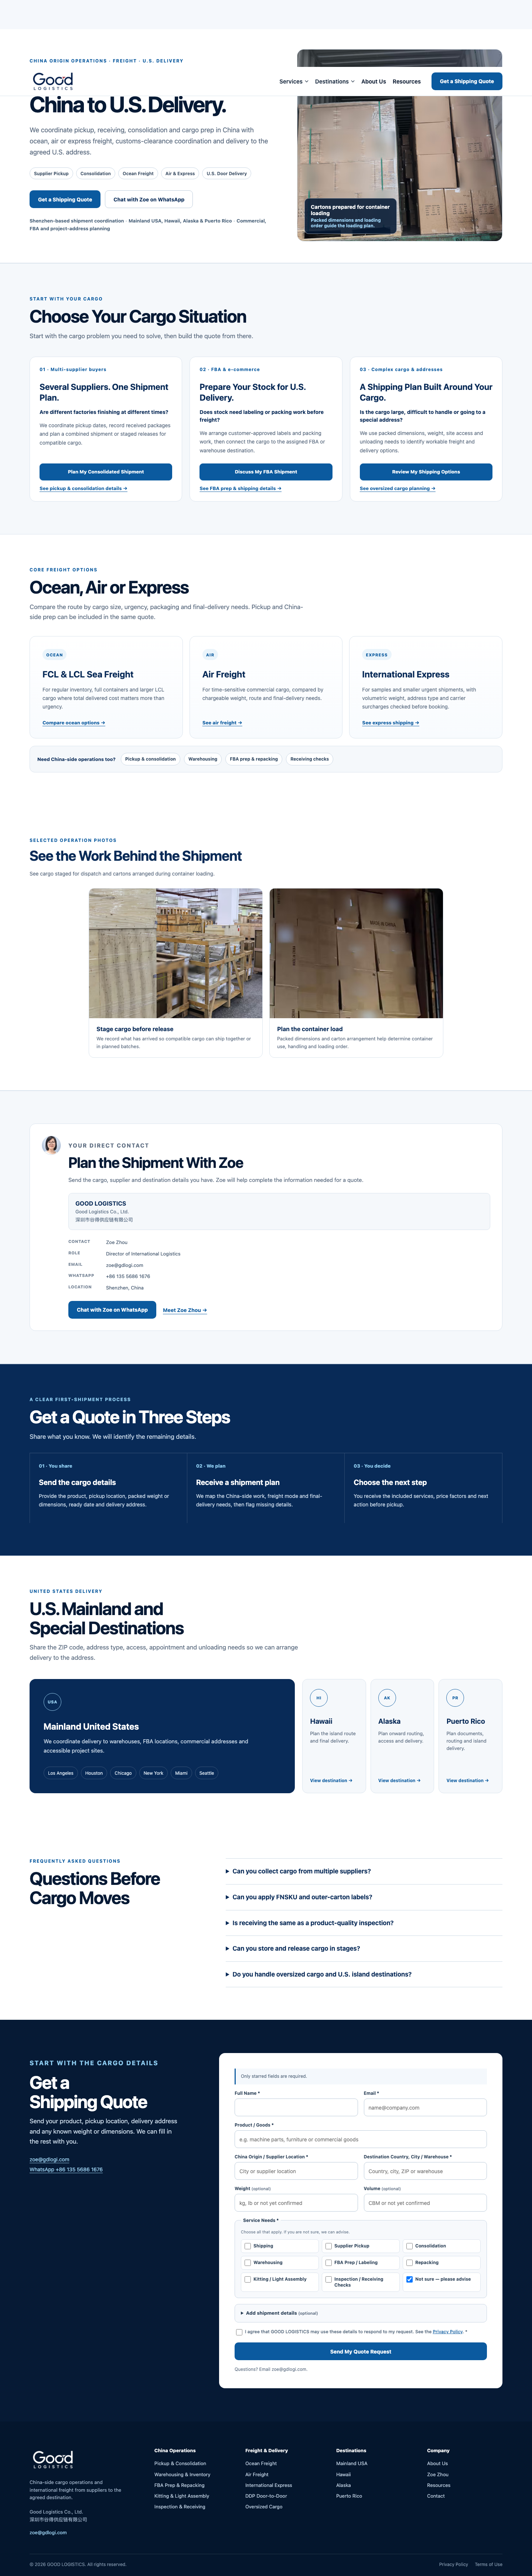 CHINA ORIGIN OPERATIONS · FREIGHT · U.S. DELIVERY
Good
LOGISTICS
Services
Destinations
About Us
Resources
Get a Shipping Quote
China to U.S. Delivery.
We coordinate pickup, receiving, consolidation and cargo prep in China with
ocean, air or express freight, customs-clearance coordination and delivery to the
agreed U.S. address.
Supplier Pickup
Consolidation
Ocean Freight
Air & Express
U.S. Door Delivery
Get a Shipping Quote
Chat with Zoe on WhatsApp
Shenzhen-based shipment coordination · Mainland USA, Hawaii, Alaska & Puerto Rico · Commercial,
FBA and project-address planning
Cartons prepared for container
loading
Packed dimensions and loading
order guide the loading plan.
START WITH YOUR CARGO
Choose Your Cargo Situation
Start with the cargo problem you need to solve, then build the quote from there.
01 · Multi-supplier buyers
Several Suppliers. One Shipment
Plan.
Are different factories finishing at different times?
We coordinate pickup dates, record received packages
and plan a combined shipment or staged releases for
compatible cargo.
Plan My Consolidated Shipment
See pickup & consolidation details →
02 · FBA & e-commerce
Prepare Your Stock for U.S.
Delivery.
Does stock need labeling or packing work before
freight?
We arrange customer-approved labels and packing
work, then connect the cargo to the assigned FBA or
warehouse destination.
Discuss My FBA Shipment
See FBA prep & shipping details →
03 · Complex cargo & addresses
A Shipping Plan Built Around Your
Cargo.
Is the cargo large, difficult to handle or going to a
special address?
We use packed dimensions, weight, site access and
unloading needs to identify workable freight and
delivery options.
Review My Shipping Options
See oversized cargo planning →
CORE FREIGHT OPTIONS
Ocean, Air or Express
Compare the route by cargo size, urgency, packaging and final-delivery needs. Pickup and China-
side prep can be included in the same quote.
OCEAN
FCL & LCL Sea Freight
For regular inventory, full containers and larger LCL
cargo where total delivered cost matters more than
urgency.
Compare ocean options →
AIR
Air Freight
For time-sensitive commercial cargo, compared by
chargeable weight, route and final-delivery needs.
See air freight →
EXPRESS
International Express
For samples and smaller urgent shipments, with
volumetric weight, address type and carrier
surcharges checked before booking.
See express shipping →
Need China-side operations too?
Pickup & consolidation
Warehousing
FBA prep & repacking
Receiving checks
SELECTED OPERATION PHOTOS
See the Work Behind the Shipment
See cargo staged for dispatch and cartons arranged during container loading.
Stage cargo before release
We record what has arrived so compatible cargo can ship together or
in planned batches.
Plan the container load
Packed dimensions and carton arrangement help determine container
use, handling and loading order.
YOUR DIRECT CONTACT
Plan the Shipment With Zoe
Send the cargo, supplier and destination details you have. Zoe will help complete the information needed for a quote.
GOOD LOGISTICS
Good Logistics Co., Ltd.
CONTACT
Zoe Zhou
ROLE
Director of International Logistics
EMAIL
zoe@gdlogi.com
WHATSAPP
+86 135 5686 1676
LOCATION
Shenzhen, China
Chat with Zoe on WhatsApp
Meet Zoe Zhou →
A CLEAR FIRST-SHIPMENT PROCESS
Get a Quote in Three Steps
Share what you know. We will identify the remaining details.
01 · You share
Send the cargo details
Provide the product, pickup location, packed weight or
dimensions, ready date and delivery address.
02 · We plan
Receive a shipment plan
We map the China-side work, freight mode and final-
delivery needs, then flag missing details.
03 · You decide
Choose the next step
You receive the included services, price factors and next
action before pickup.
UNITED STATES DELIVERY
U.S. Mainland and
Special Destinations
Share the ZIP code, address type, access, appointment and unloading needs so we can arrange
delivery to the address.
USA
Mainland United States
We coordinate delivery to warehouses, FBA locations, commercial addresses and
accessible project sites.
Los Angeles
Houston
Chicago
New York
Miami
Seattle
HI
Hawaii
Plan the island route
and final delivery.
View destination →
AK
Alaska
Plan onward routing,
access and delivery.
View destination →
PR
Puerto Rico
Plan documents,
routing and island
delivery.
View destination →
FREQUENTLY ASKED QUESTIONS
Questions Before
Cargo Moves
Can you collect cargo from multiple suppliers?
Can you apply FNSKU and outer-carton labels?
Is receiving the same as a product-quality inspection?
Can you store and release cargo in stages?
Do you handle oversized cargo and U.S. island destinations?
START WITH THE CARGO DETAILS
Get a
Shipping Quote
Send your product, pickup location, delivery address
and any known weight or dimensions. We can fill in
the rest with you.
zoe@gdlogi.com
WhatsApp +86 135 5686 1676
Only starred fields are required.
Full Name *
Email *
name@company.com
Product / Goods *
e.g. machine parts, furniture or commercial goods
China Origin / Supplier Location *
City or supplier location
Destination Country, City / Warehouse *
Country, city, ZIP or warehouse
Weight (optional)
kg, lb or not yet confirmed
Volume (optional)
CBM or not yet confirmed
Service Needs *
Choose all that apply. If you are not sure, we can advise.
Shipping
Supplier Pickup
Consolidation
Warehousing
FBA Prep / Labeling
Repacking
Kitting / Light Assembly
Inspection / Receiving
Checks
Not sure — please advise
Add shipment details (optional)
I agree that GOOD LOGISTICS may use these details to respond to my request. See the Privacy Policy. *
Send My Quote Request
Questions? Email zoe@gdlogi.com.
Good
LOGISTICS
China-side cargo operations and
international freight from suppliers to the
agreed destination.
Good Logistics Co., Ltd.
zoe@gdlogi.com
China Operations
Pickup & Consolidation
Warehousing & Inventory
FBA Prep & Repacking
Kitting & Light Assembly
Inspection & Receiving
Freight & Delivery
Ocean Freight
Air Freight
International Express
DDP Door-to-Door
Oversized Cargo
Destinations
Mainland USA
Hawaii
Alaska
Puerto Rico
Company
About Us
Zoe Zhou
Resources
Contact
© 2026 GOOD LOGISTICS. All rights reserved.
Privacy Policy
Terms of Use